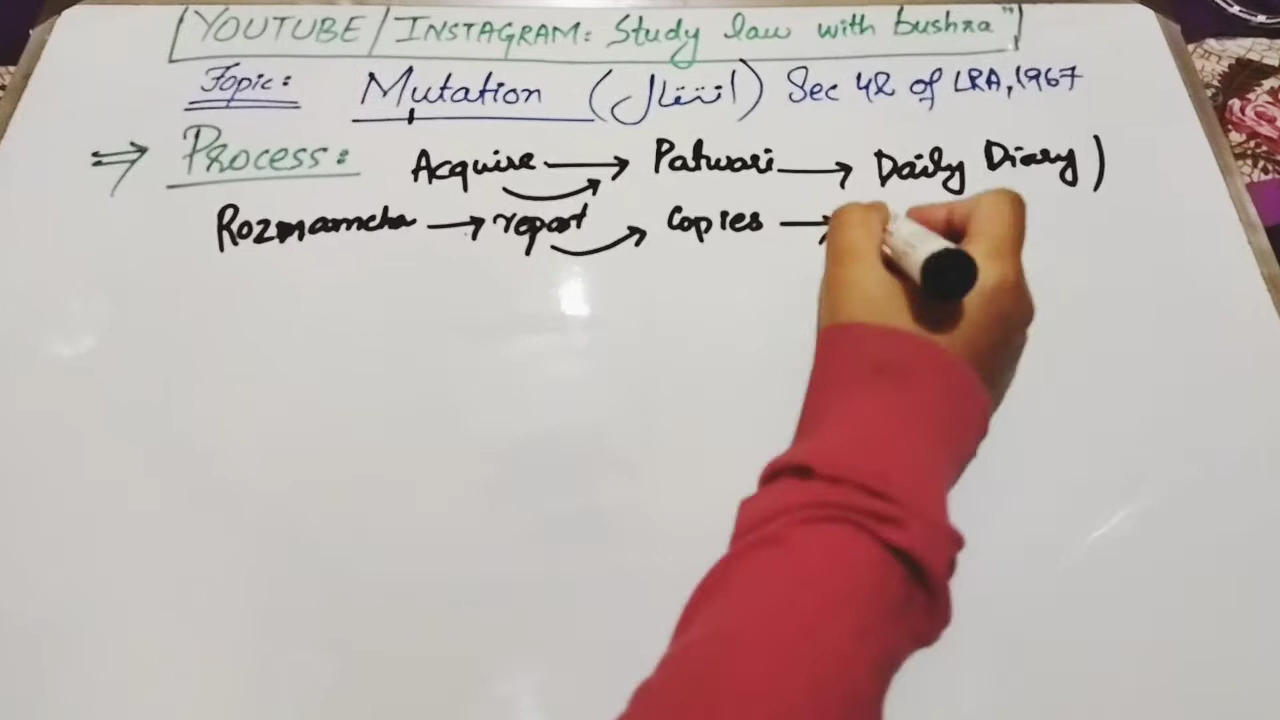 YOUTUBE/INSTAGRAM: Study law with bushra"
Topic: Mutation (انتقال) Sec 42 of LRA, 1967
⇒ Process: Acquire → Patwari → Daily Diary)
Roznamcha → report → Copies →